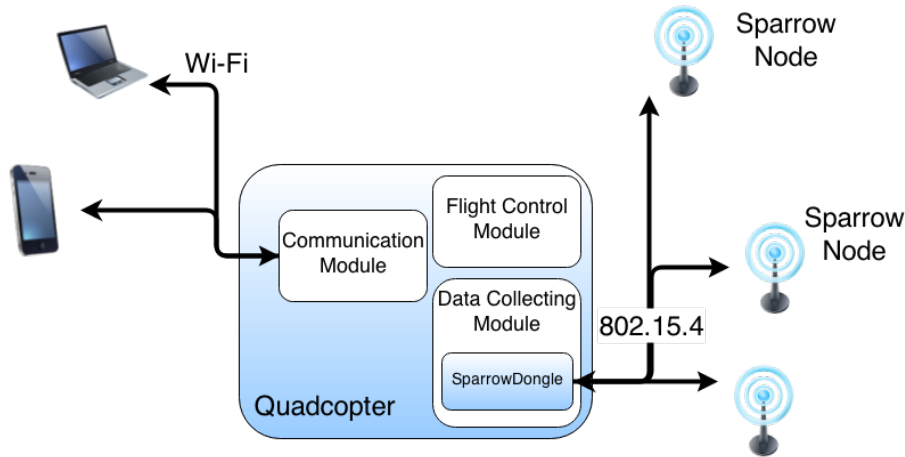 Wi-Fi
Sparrow
Node
Flight Control
Module
Communication
Module
Sparrow
Node
Data Collecting
Module
802.15.4
SparrowDongle
Quadcopter